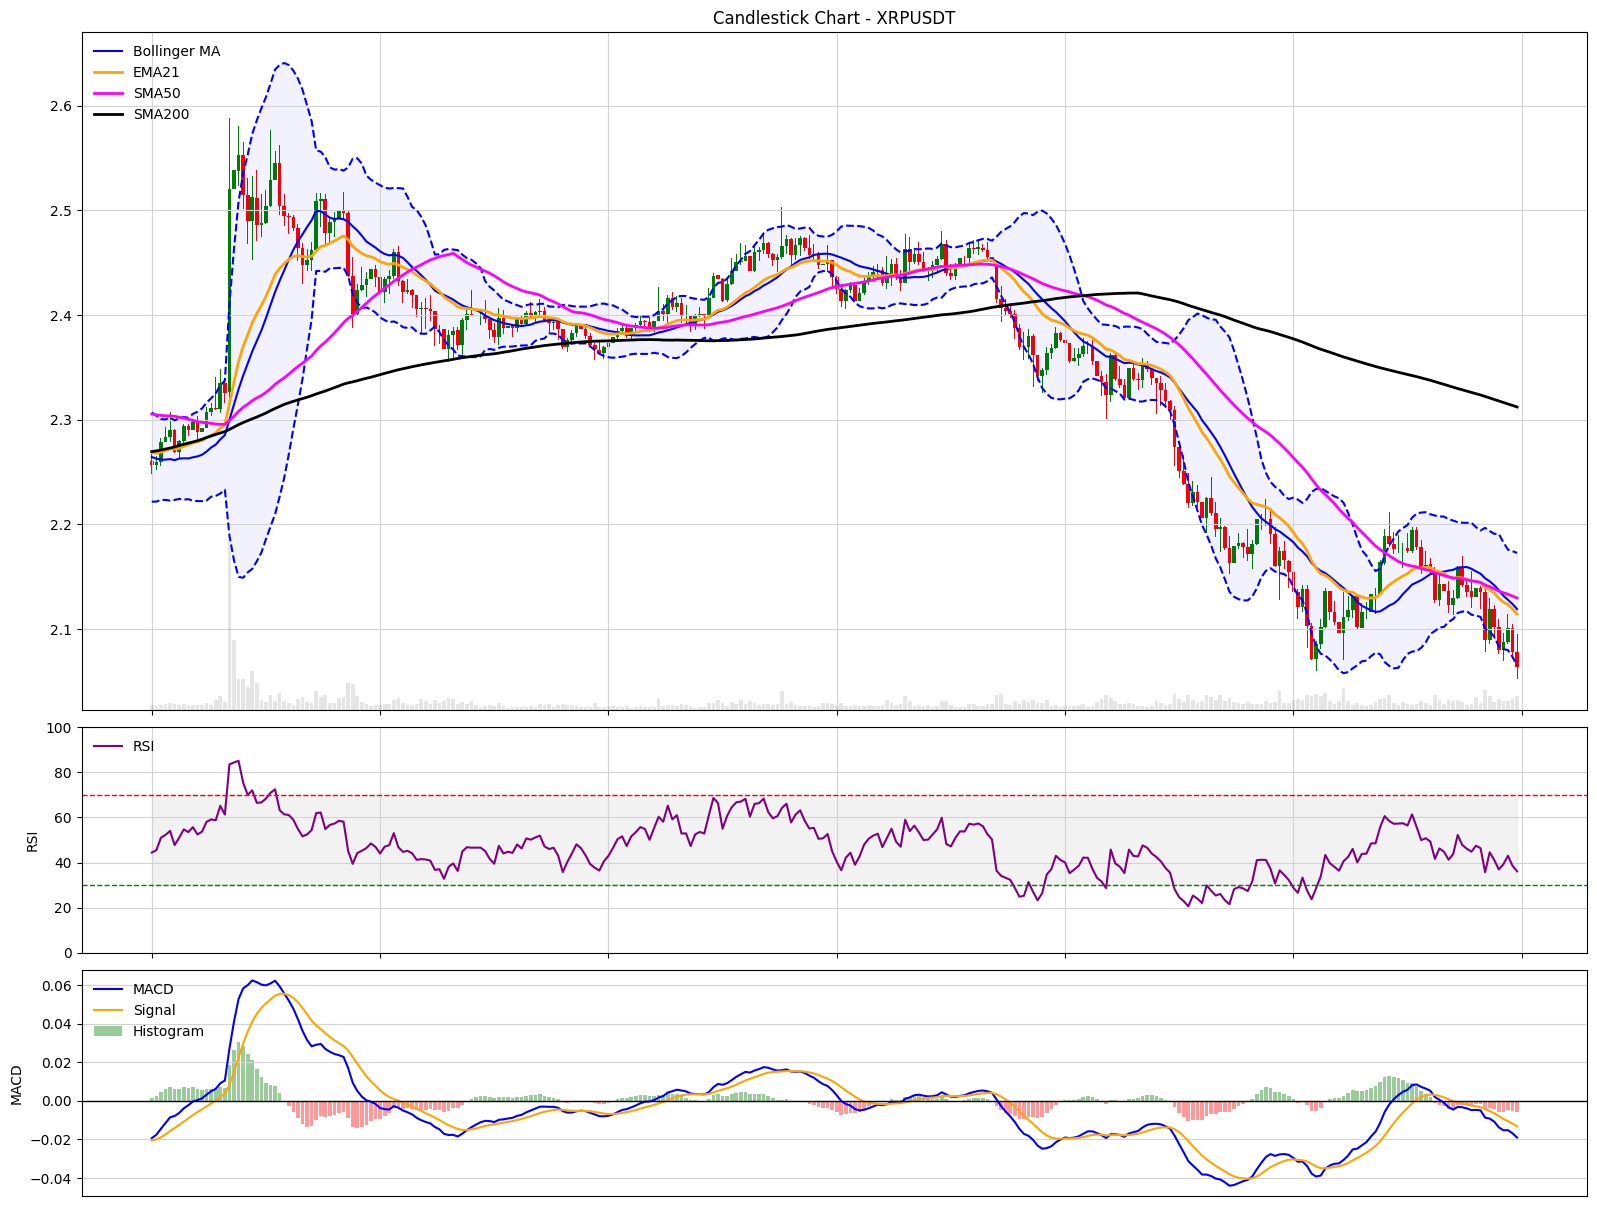 Candlestick Chart - XRPUSDT
Bollinger MA
EMA21
SMA50
SMA200
2.6
2.5
2.4
2.3
2.2
2.1
RSI
100
80
60
40
20
0
RSI
MACD
Signal
Histogram
0.06
0.04
0.02
0.00
−0.02
−0.04
MACD